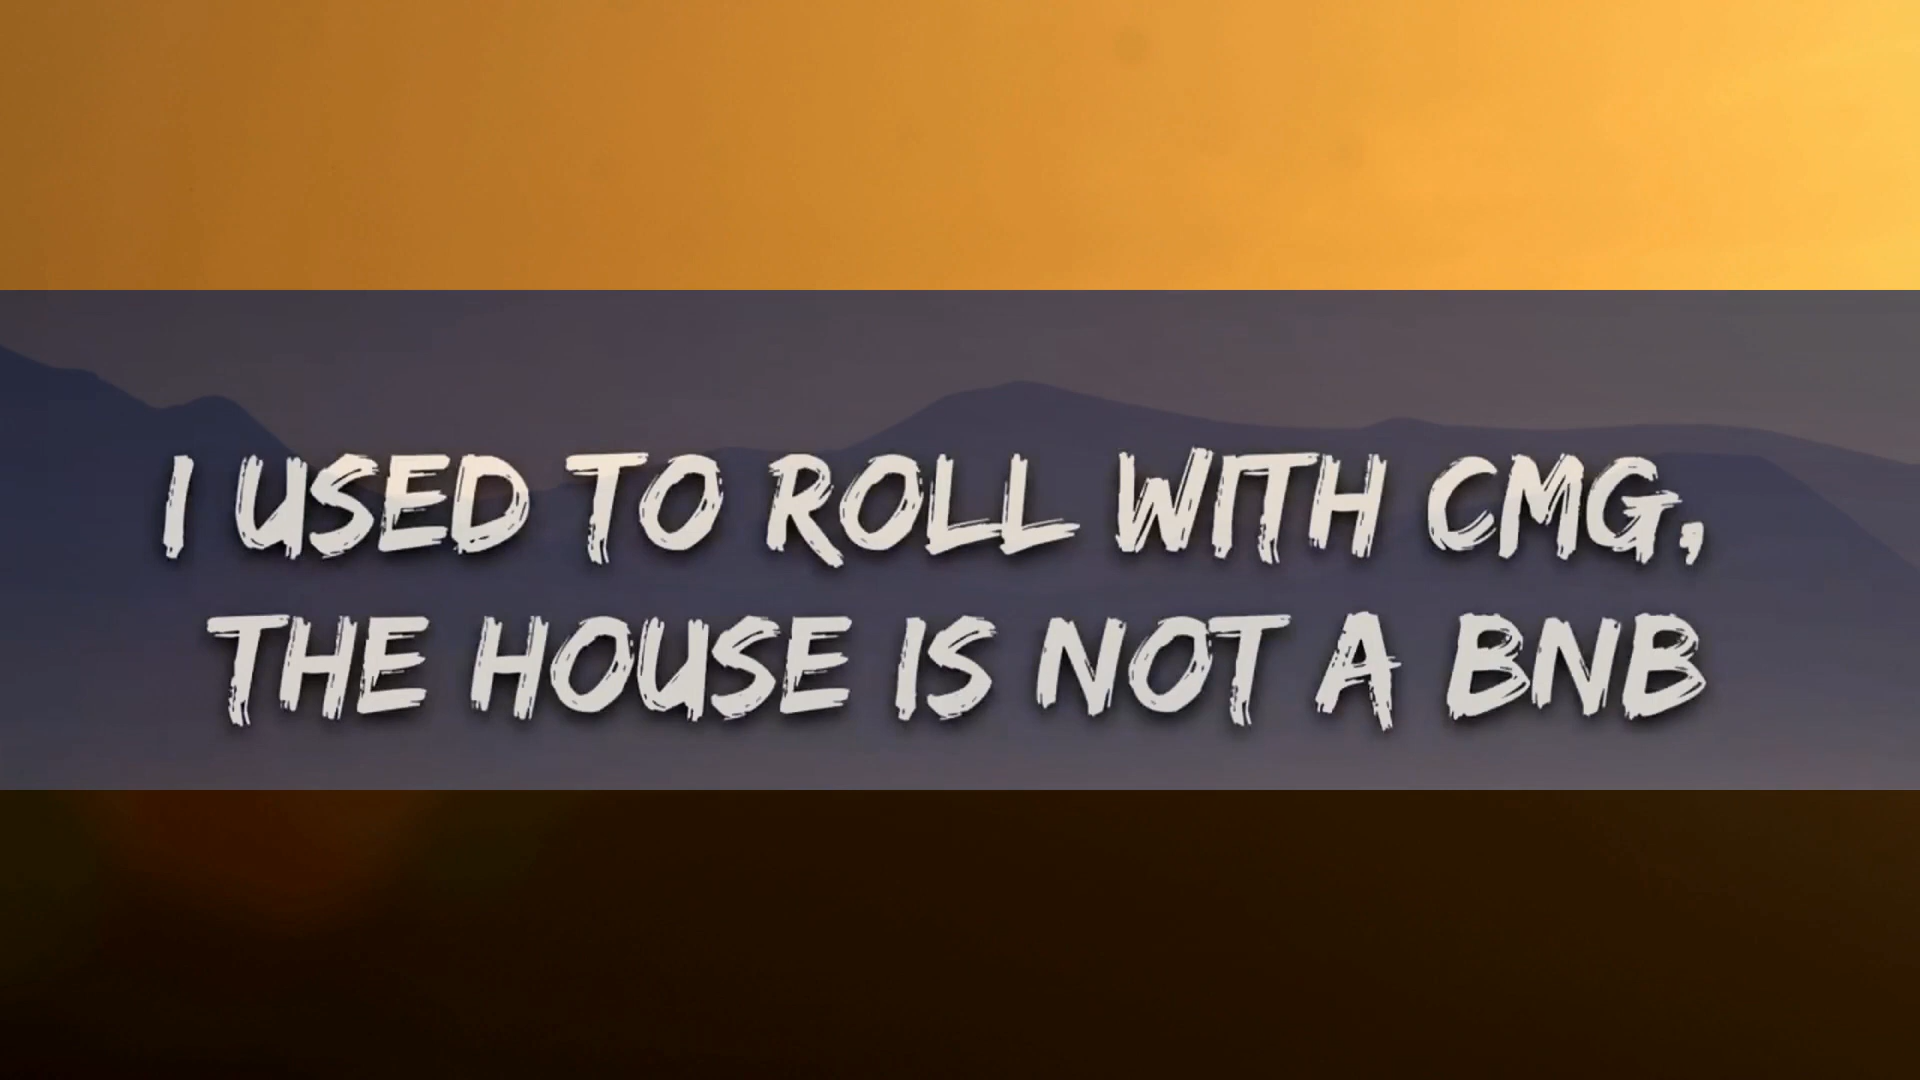 I USED TO ROLL WITH CMG,
THE HOUSE IS NOT A BNB